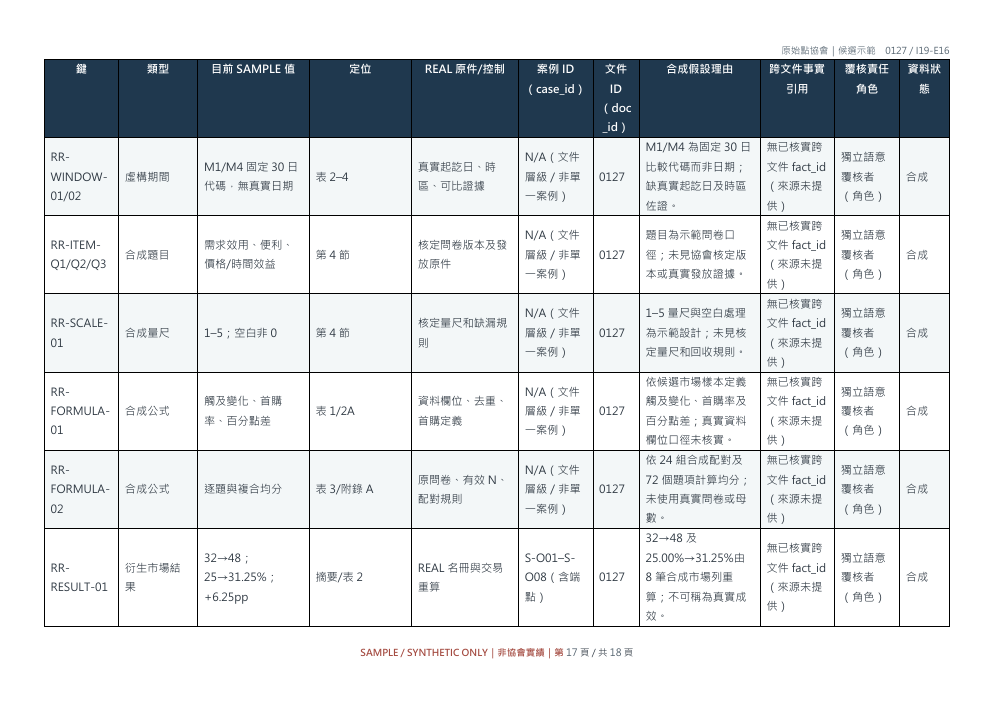 原始點協會｜候選示範　0127 / I19-E16
鍵
類型
目前 SAMPLE 值
定位
REAL 原件/控制
案例 ID
（case_id）
文件
ID
（doc
_id）
合成假設理由
跨文件事實
引用
覆核責任
角色
資料狀
態
RR-
WINDOW-
01/02
虛構期間
M1/M4 固定 30 日
代碼，無真實日期
表 2–4
真實起訖日、時
區、可比證據
N/A（文件
層級 / 非單
一案例）
0127
M1/M4 為固定 30 日
比較代碼而非日期；
缺真實起訖日及時區
佐證。
無已核實跨
文件 fact_id
（來源未提
供）
獨立語意
覆核者
（角色）
合成
RR-ITEM-
Q1/Q2/Q3
合成題目
需求效用、便利、
價格/時間效益
第 4 節
核定問卷版本及發
放原件
N/A（文件
層級 / 非單
一案例）
0127
題目為示範問卷口
徑；未見協會核定版
本或真實發放證據。
無已核實跨
文件 fact_id
（來源未提
供）
獨立語意
覆核者
（角色）
合成
RR-SCALE-
01
合成量尺
1–5；空白非 0
第 4 節
核定量尺和缺漏規
則
N/A（文件
層級 / 非單
一案例）
0127
1–5 量尺與空白處理
為示範設計；未見核
定量尺和回收規則。
無已核實跨
文件 fact_id
（來源未提
供）
獨立語意
覆核者
（角色）
合成
RR-
FORMULA-
01
合成公式
觸及變化、首購
率、百分點差
表 1/2A
資料欄位、去重、
首購定義
N/A（文件
層級 / 非單
一案例）
0127
依候選市場樣本定義
觸及變化、首購率及
百分點差；真實資料
欄位口徑未核實。
無已核實跨
文件 fact_id
（來源未提
供）
獨立語意
覆核者
（角色）
合成
RR-
FORMULA-
02
合成公式
逐題與複合均分
表 3/附錄 A
原問卷、有效 N、
配對規則
N/A（文件
層級 / 非單
一案例）
0127
依 24 組合成配對及
72 個題項計算均分；
未使用真實問卷或母
數。
無已核實跨
文件 fact_id
（來源未提
供）
獨立語意
覆核者
（角色）
合成
RR-
RESULT-01
衍生市場結
果
32→48；
25→31.25%；
+6.25pp
摘要/表 2
REAL 名冊與交易
重算
S-O01–S-
O08（含端
點）
0127
32→48 及
25.00%→31.25%由
8 筆合成市場列重
算；不可稱為真實成
效。
無已核實跨
文件 fact_id
（來源未提
供）
獨立語意
覆核者
（角色）
合成
SAMPLE / SYNTHETIC ONLY｜非協會實績｜第 17 頁 / 共 18 頁